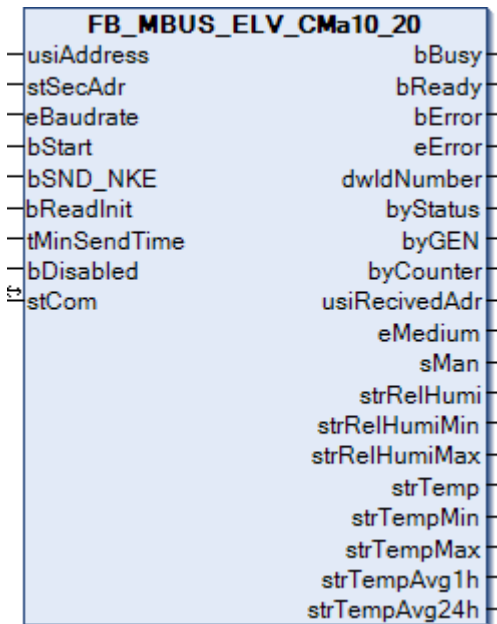 FB_MBUS_ELV_CMa10_20
usiAddress bBusy
stSecAdr bReady
eBaudrate bError
bStart eError
bSND_NKE dwIdNumber
bReadInit byStatus
tMinSendTime byGEN
bDisabled byCounter
stCom usiRecivedAdr
eMedium
sMan
strRelHumi
strRelHumiMin
strRelHumiMax
strTemp
strTempMin
strTempMax
strTempAvg1h
strTempAvg24h